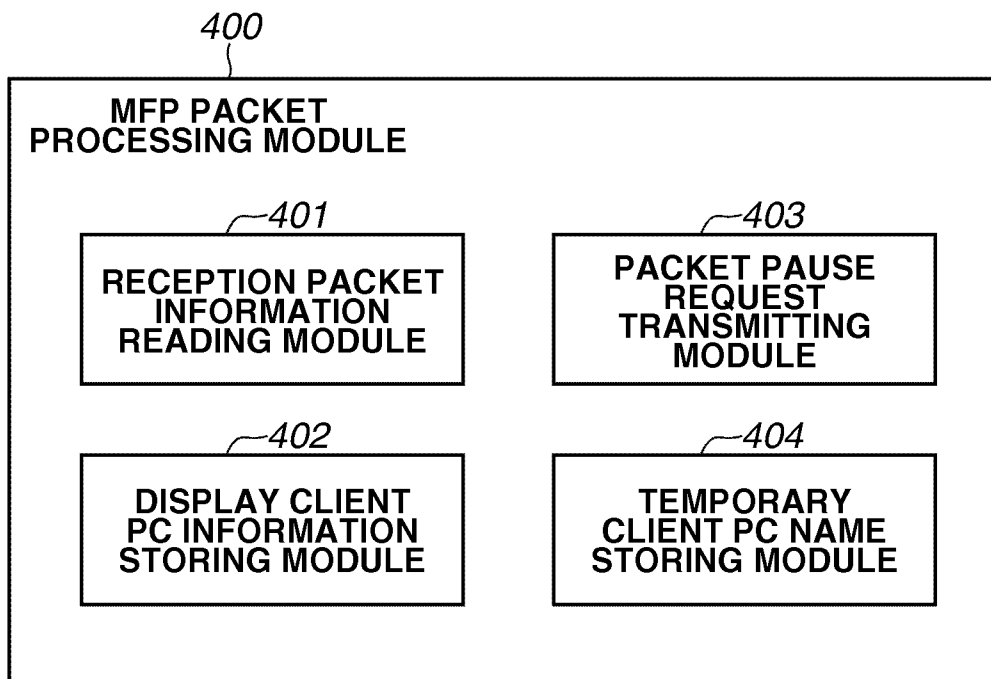 400
MFP PACKET
PROCESSING MODULE
401
RECEPTION PACKET
INFORMATION
READING MODULE
403
PACKET PAUSE
REQUEST
TRANSMITTING
MODULE
402
DISPLAY CLIENT
PC INFORMATION
STORING MODULE
404
TEMPORARY
CLIENT PC NAME
STORING MODULE